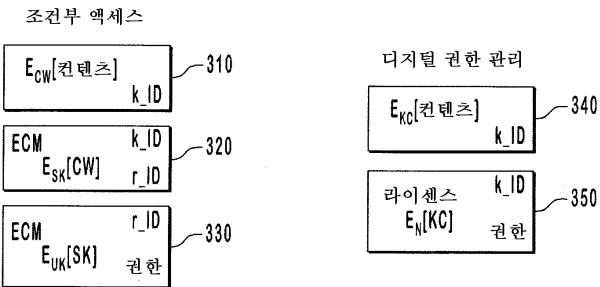 조건부 액세스
E_CW[컨텐츠]
k_ID
310
ECM
k_ID
E_SK[CW]
r_ID
320
ECM
r_ID
E_UK[SK]
권한
330
디지털 권한 관리
E_KC[컨텐츠]
k_ID
340
라이센스
k_ID
E_N[KC]
권한
350